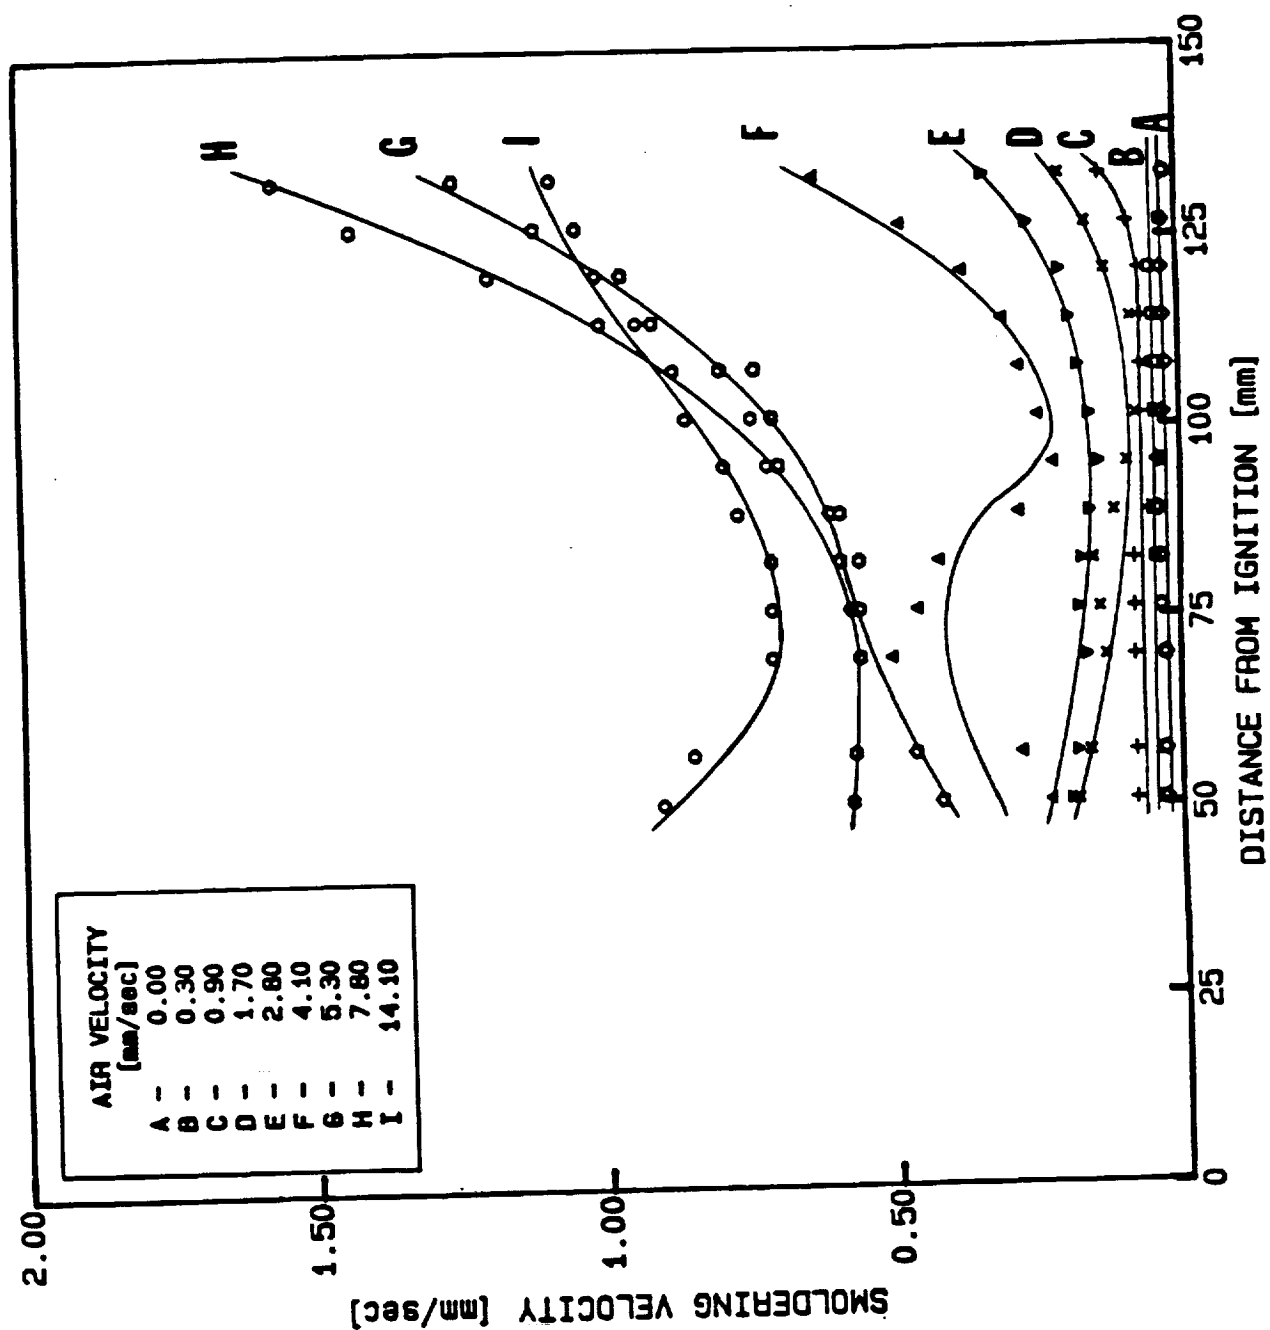 AIR VELOCITY
[mm/sec]
A - 0.00
B - 0.30
C - 0.90
D - 1.70
E - 2.80
F - 4.10
G - 5.30
H - 7.80
I - 14.10
H
G
I
F
E
D
C
B
A
2.00
1.50
1.00
0.50
SMOLDERING VELOCITY [mm/sec]
0
25
50
75
100
125
150
DISTANCE FROM IGNITION [mm]